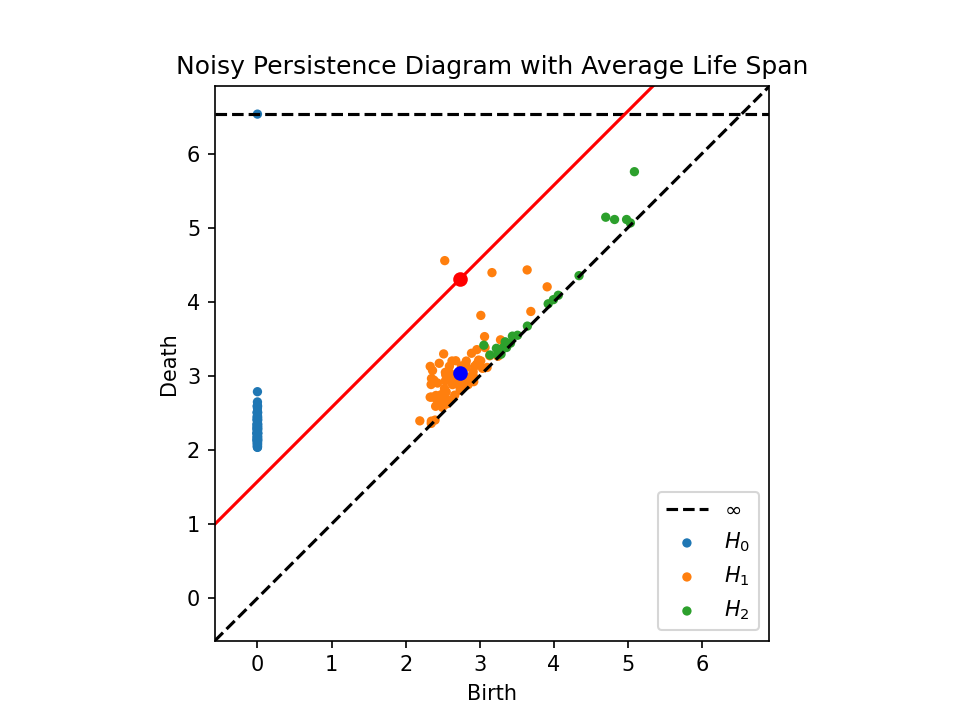 Noisy Persistence Diagram with Average Life Span
Death
6
5
4
3
2
1
0
∞
H₀
H₁
H₂
0 1 2 3 4 5 6
Birth